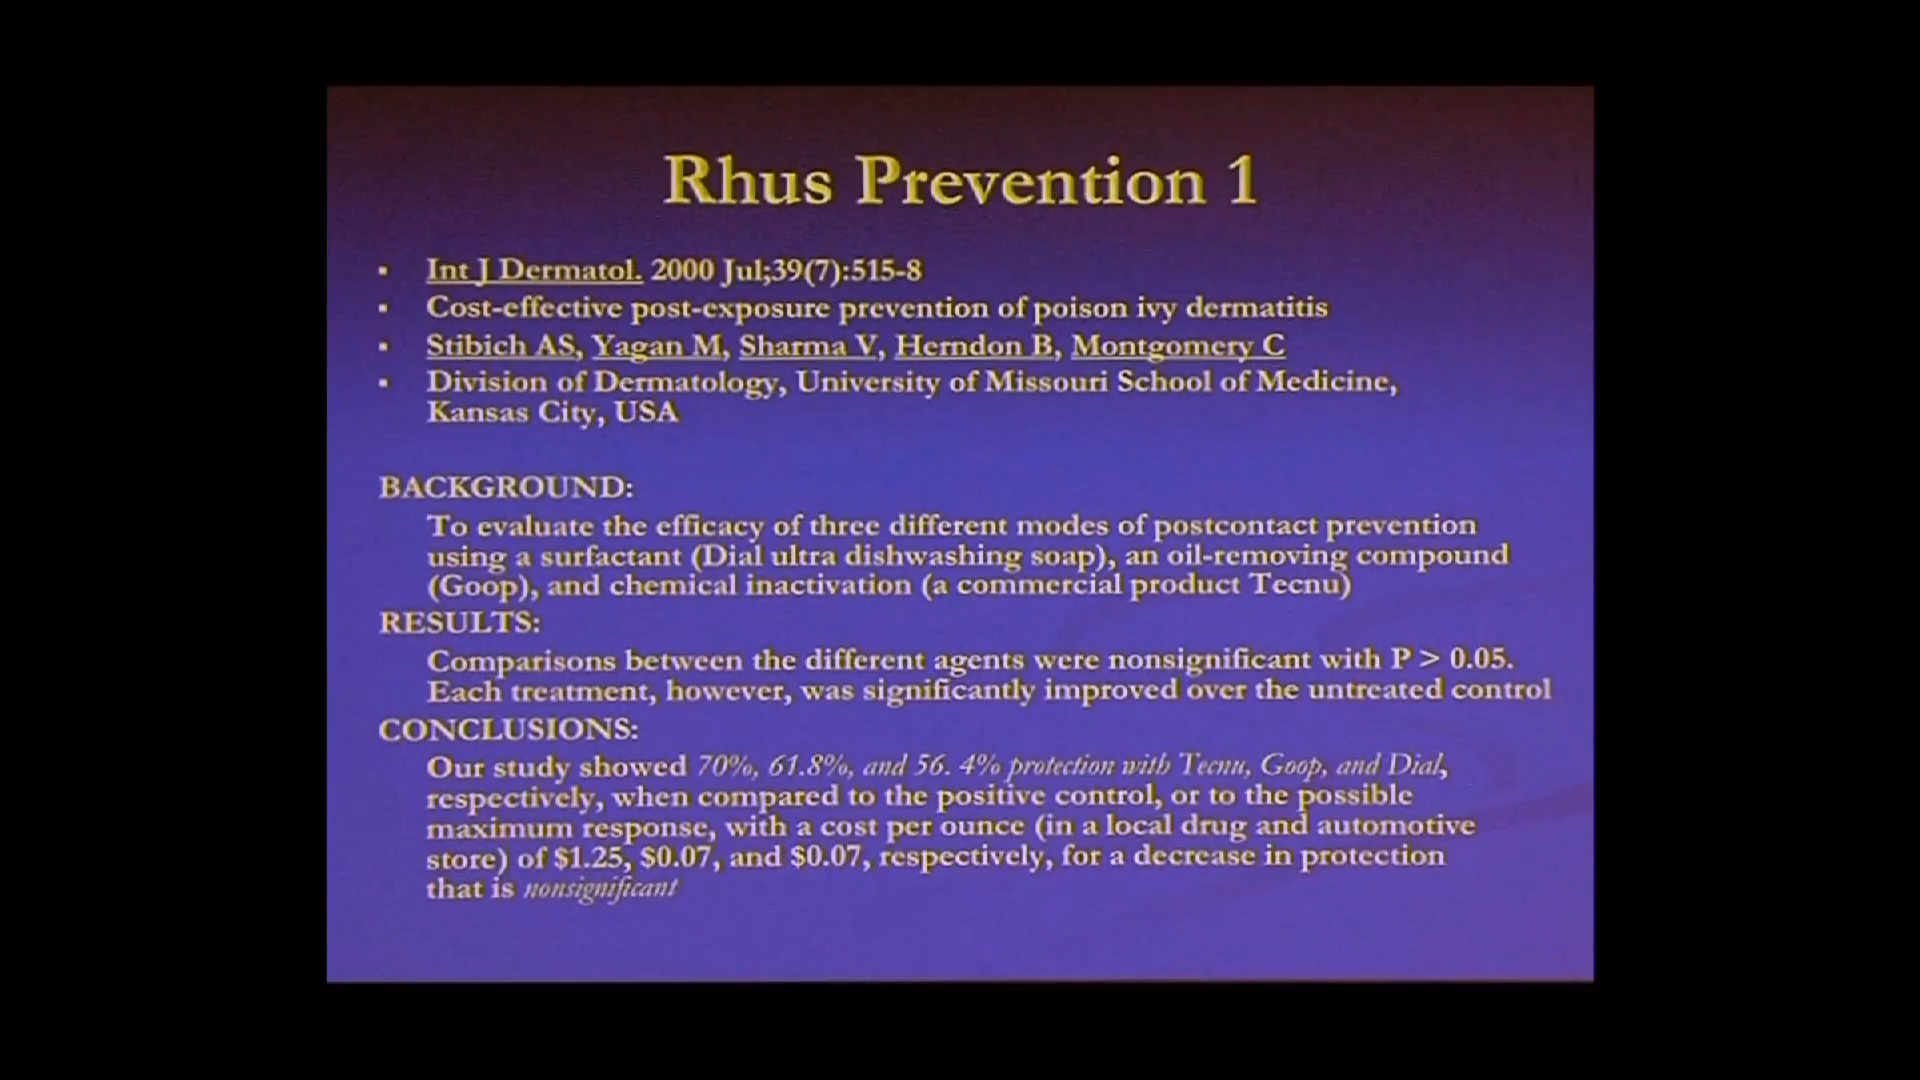 Rhus Prevention 1
▪ Int J Dermatol. 2000 Jul;39(7):515-8
▪ Cost-effective post-exposure prevention of poison ivy dermatitis
▪ Stibich AS, Yagan M, Sharma V, Herndon B, Montgomery C
▪ Division of Dermatology, University of Missouri School of Medicine,
Kansas City, USA
BACKGROUND:
To evaluate the efficacy of three different modes of postcontact prevention
using a surfactant (Dial ultra dishwashing soap), an oil-removing compound
(Goop), and chemical inactivation (a commercial product Tecnu)
RESULTS:
Comparisons between the different agents were nonsignificant with P > 0.05.
Each treatment, however, was significantly improved over the untreated control
CONCLUSIONS:
Our study showed 70%, 61.8%, and 56. 4% protection with Tecnu, Goop, and Dial,
respectively, when compared to the positive control, or to the possible
maximum response, with a cost per ounce (in a local drug and automotive
store) of $1.25, $0.07, and $0.07, respectively, for a decrease in protection
that is nonsignificant